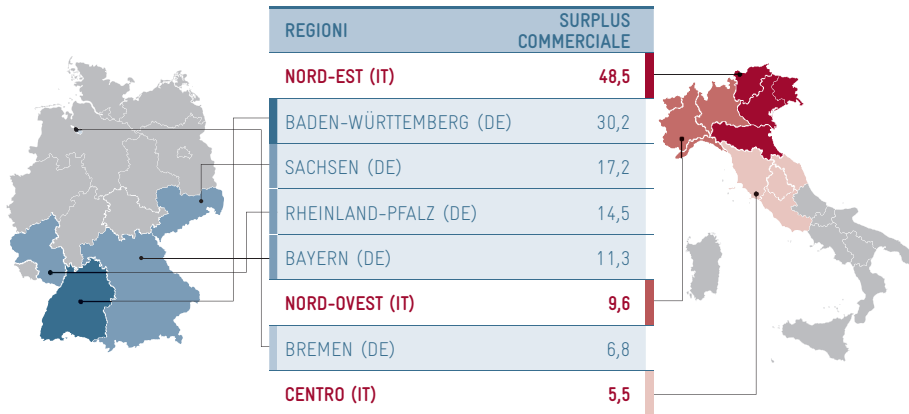 REGIONI SURPLUS COMMERCIALE
NORD-EST (IT) 48,5
BADEN-WÜRTTEMBERG (DE) 30,2
SACHSEN (DE) 17,2
RHEINLAND-PFALZ (DE) 14,5
BAYERN (DE) 11,3
NORD-OVEST (IT) 9,6
BREMEN (DE) 6,8
CENTRO (IT) 5,5